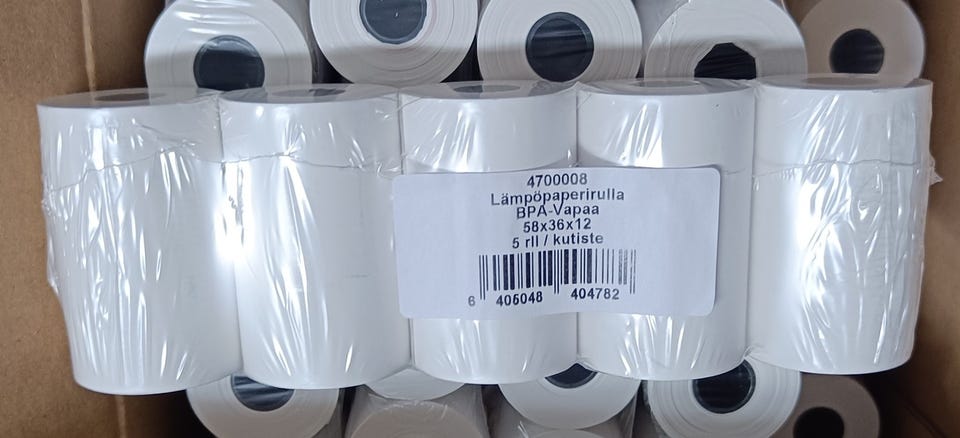 4700008
Lämpöpaperirulla
BPA-Vapaa
58x36x12
5 rll / kutiste
6 405048 404782